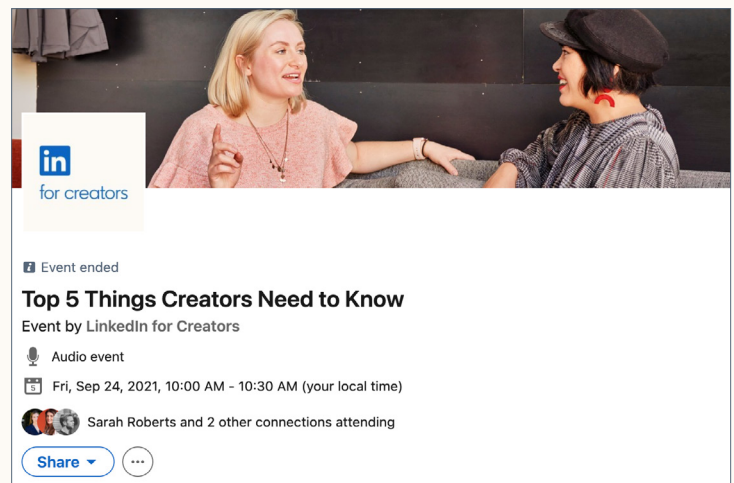 in
for creators
Event ended
Top 5 Things Creators Need to Know
Event by LinkedIn for Creators
Audio event
5
Fri, Sep 24, 2021, 10:00 AM - 10:30 AM (your local time)
Sarah Roberts and 2 other connections attending
Share